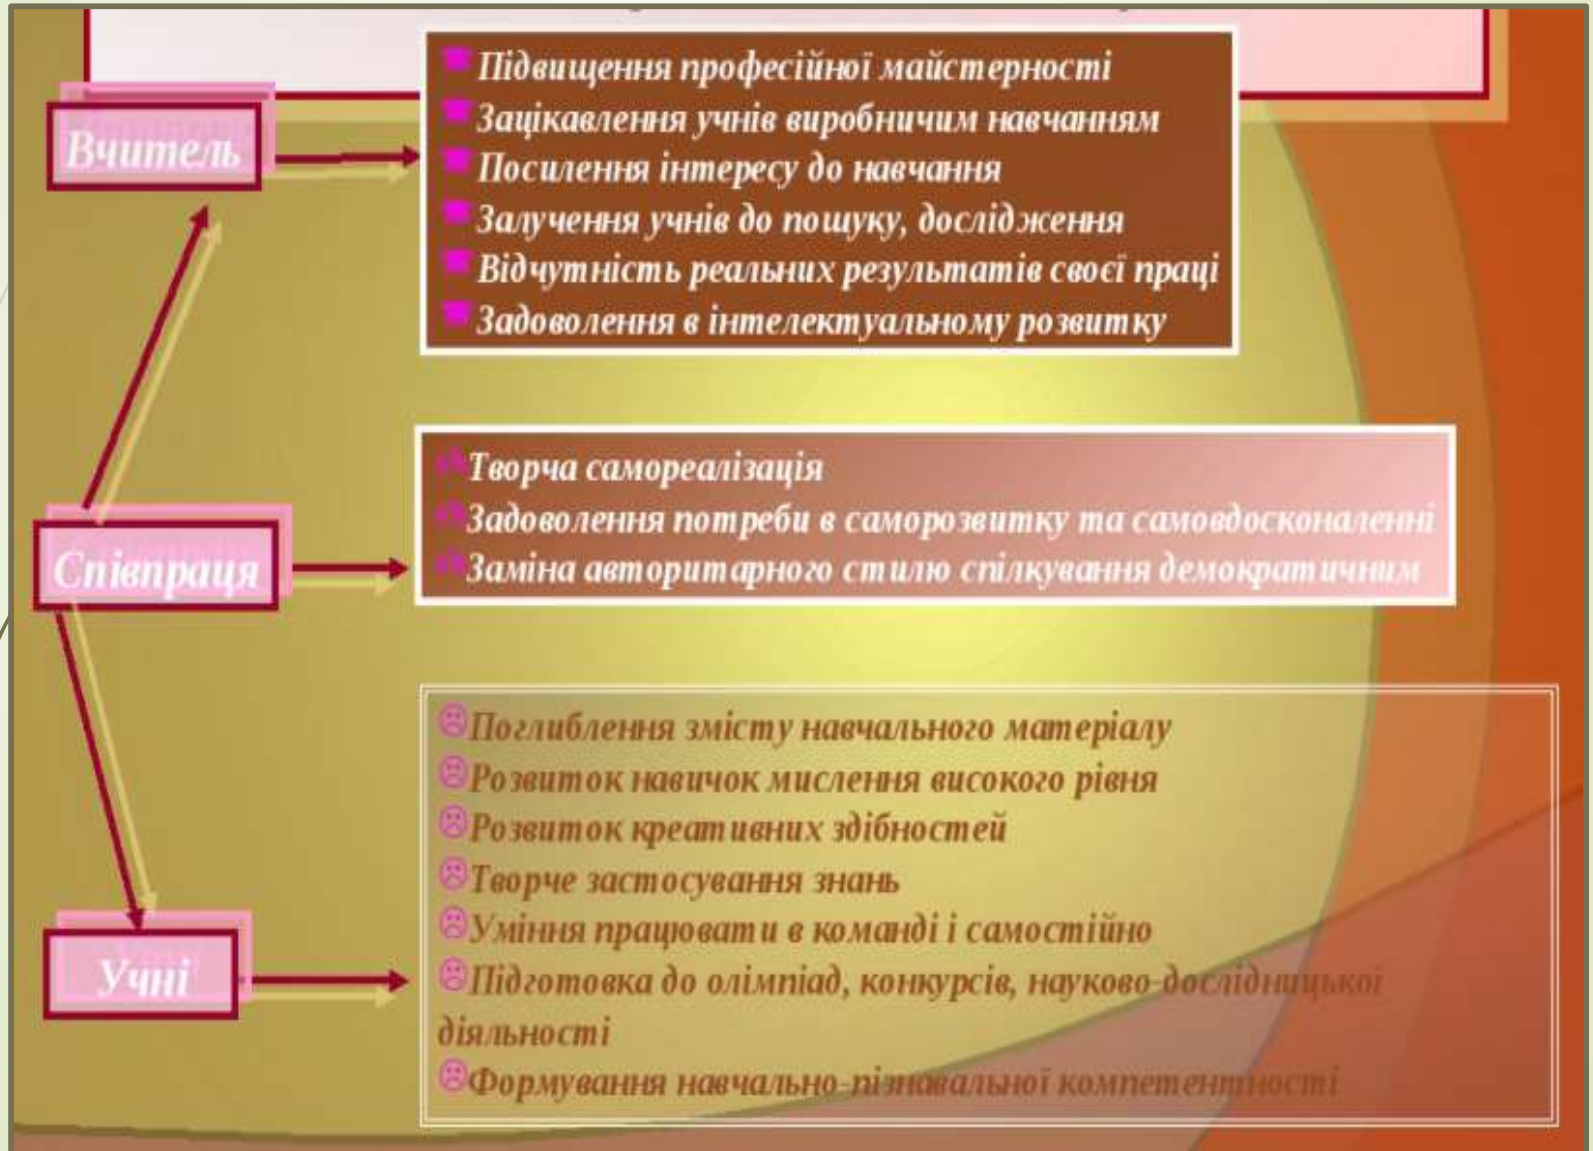 Вчитель
Підвищення професійної майстерності
Зацікавлення учнів виробничим навчанням
Посилення інтересу до навчання
Залучення учнів до пошуку, дослідження
Відчутність реальних результатів своєї праці
Задоволення в інтелектуальному розвитку
Співпраця
Творча самореалізація
Задоволення потреби в саморозвитку та самовдосконаленні
Заміна авторитарного стилю спілкування демократичним
Учні
Поглиблення змісту навчального матеріалу
Розвиток навичок мислення високого рівня
Розвиток креативних здібностей
Творче застосування знань
Уміння працювати в команді і самостійно
Підготовка до олімпіад, конкурсів, науково-дослідницької
діяльності
Формування навчально-пізнавальної компетентності